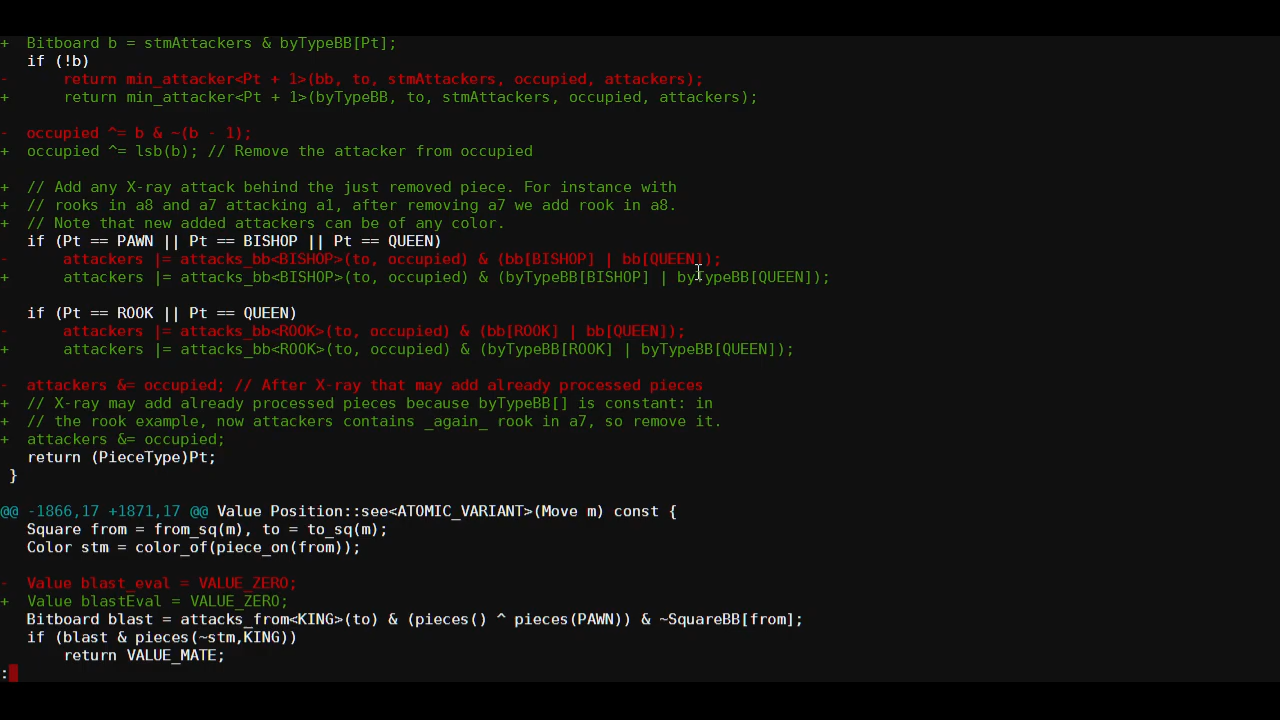 +  Bitboard b = stmAttackers & byTypeBB[Pt];
   if (!b)
-      return min_attacker<Pt + 1>(bb, to, stmAttackers, occupied, attackers);
+      return min_attacker<Pt + 1>(byTypeBB, to, stmAttackers, occupied, attackers);

-  occupied ^= b & ~(b - 1);
+  occupied ^= lsb(b); // Remove the attacker from occupied

+  // Add any X-ray attack behind the just removed piece. For instance with
+  // rooks in a8 and a7 attacking a1, after removing a7 we add rook in a8.
+  // Note that new added attackers can be of any color.
   if (Pt == PAWN || Pt == BISHOP || Pt == QUEEN)
-      attackers |= attacks_bb<BISHOP>(to, occupied) & (bb[BISHOP] | bb[QUEEN]);
+      attackers |= attacks_bb<BISHOP>(to, occupied) & (byTypeBB[BISHOP] | byTypeBB[QUEEN]);

   if (Pt == ROOK || Pt == QUEEN)
-      attackers |= attacks_bb<ROOK>(to, occupied) & (bb[ROOK] | bb[QUEEN]);
+      attackers |= attacks_bb<ROOK>(to, occupied) & (byTypeBB[ROOK] | byTypeBB[QUEEN]);

-  attackers &= occupied; // After X-ray that may add already processed pieces
+  // X-ray may add already processed pieces because byTypeBB[] is constant: in
+  // the rook example, now attackers contains _again_ rook in a7, so remove it.
+  attackers &= occupied;
   return (PieceType)Pt;
 }

@@ -1866,17 +1871,17 @@ Value Position::see<ATOMIC_VARIANT>(Move m) const {
   Square from = from_sq(m), to = to_sq(m);
   Color stm = color_of(piece_on(from));

-  Value blast_eval = VALUE_ZERO;
+  Value blastEval = VALUE_ZERO;
   Bitboard blast = attacks_from<KING>(to) & (pieces() ^ pieces(PAWN)) & ~SquareBB[from];
   if (blast & pieces(~stm,KING))
       return VALUE_MATE;
: